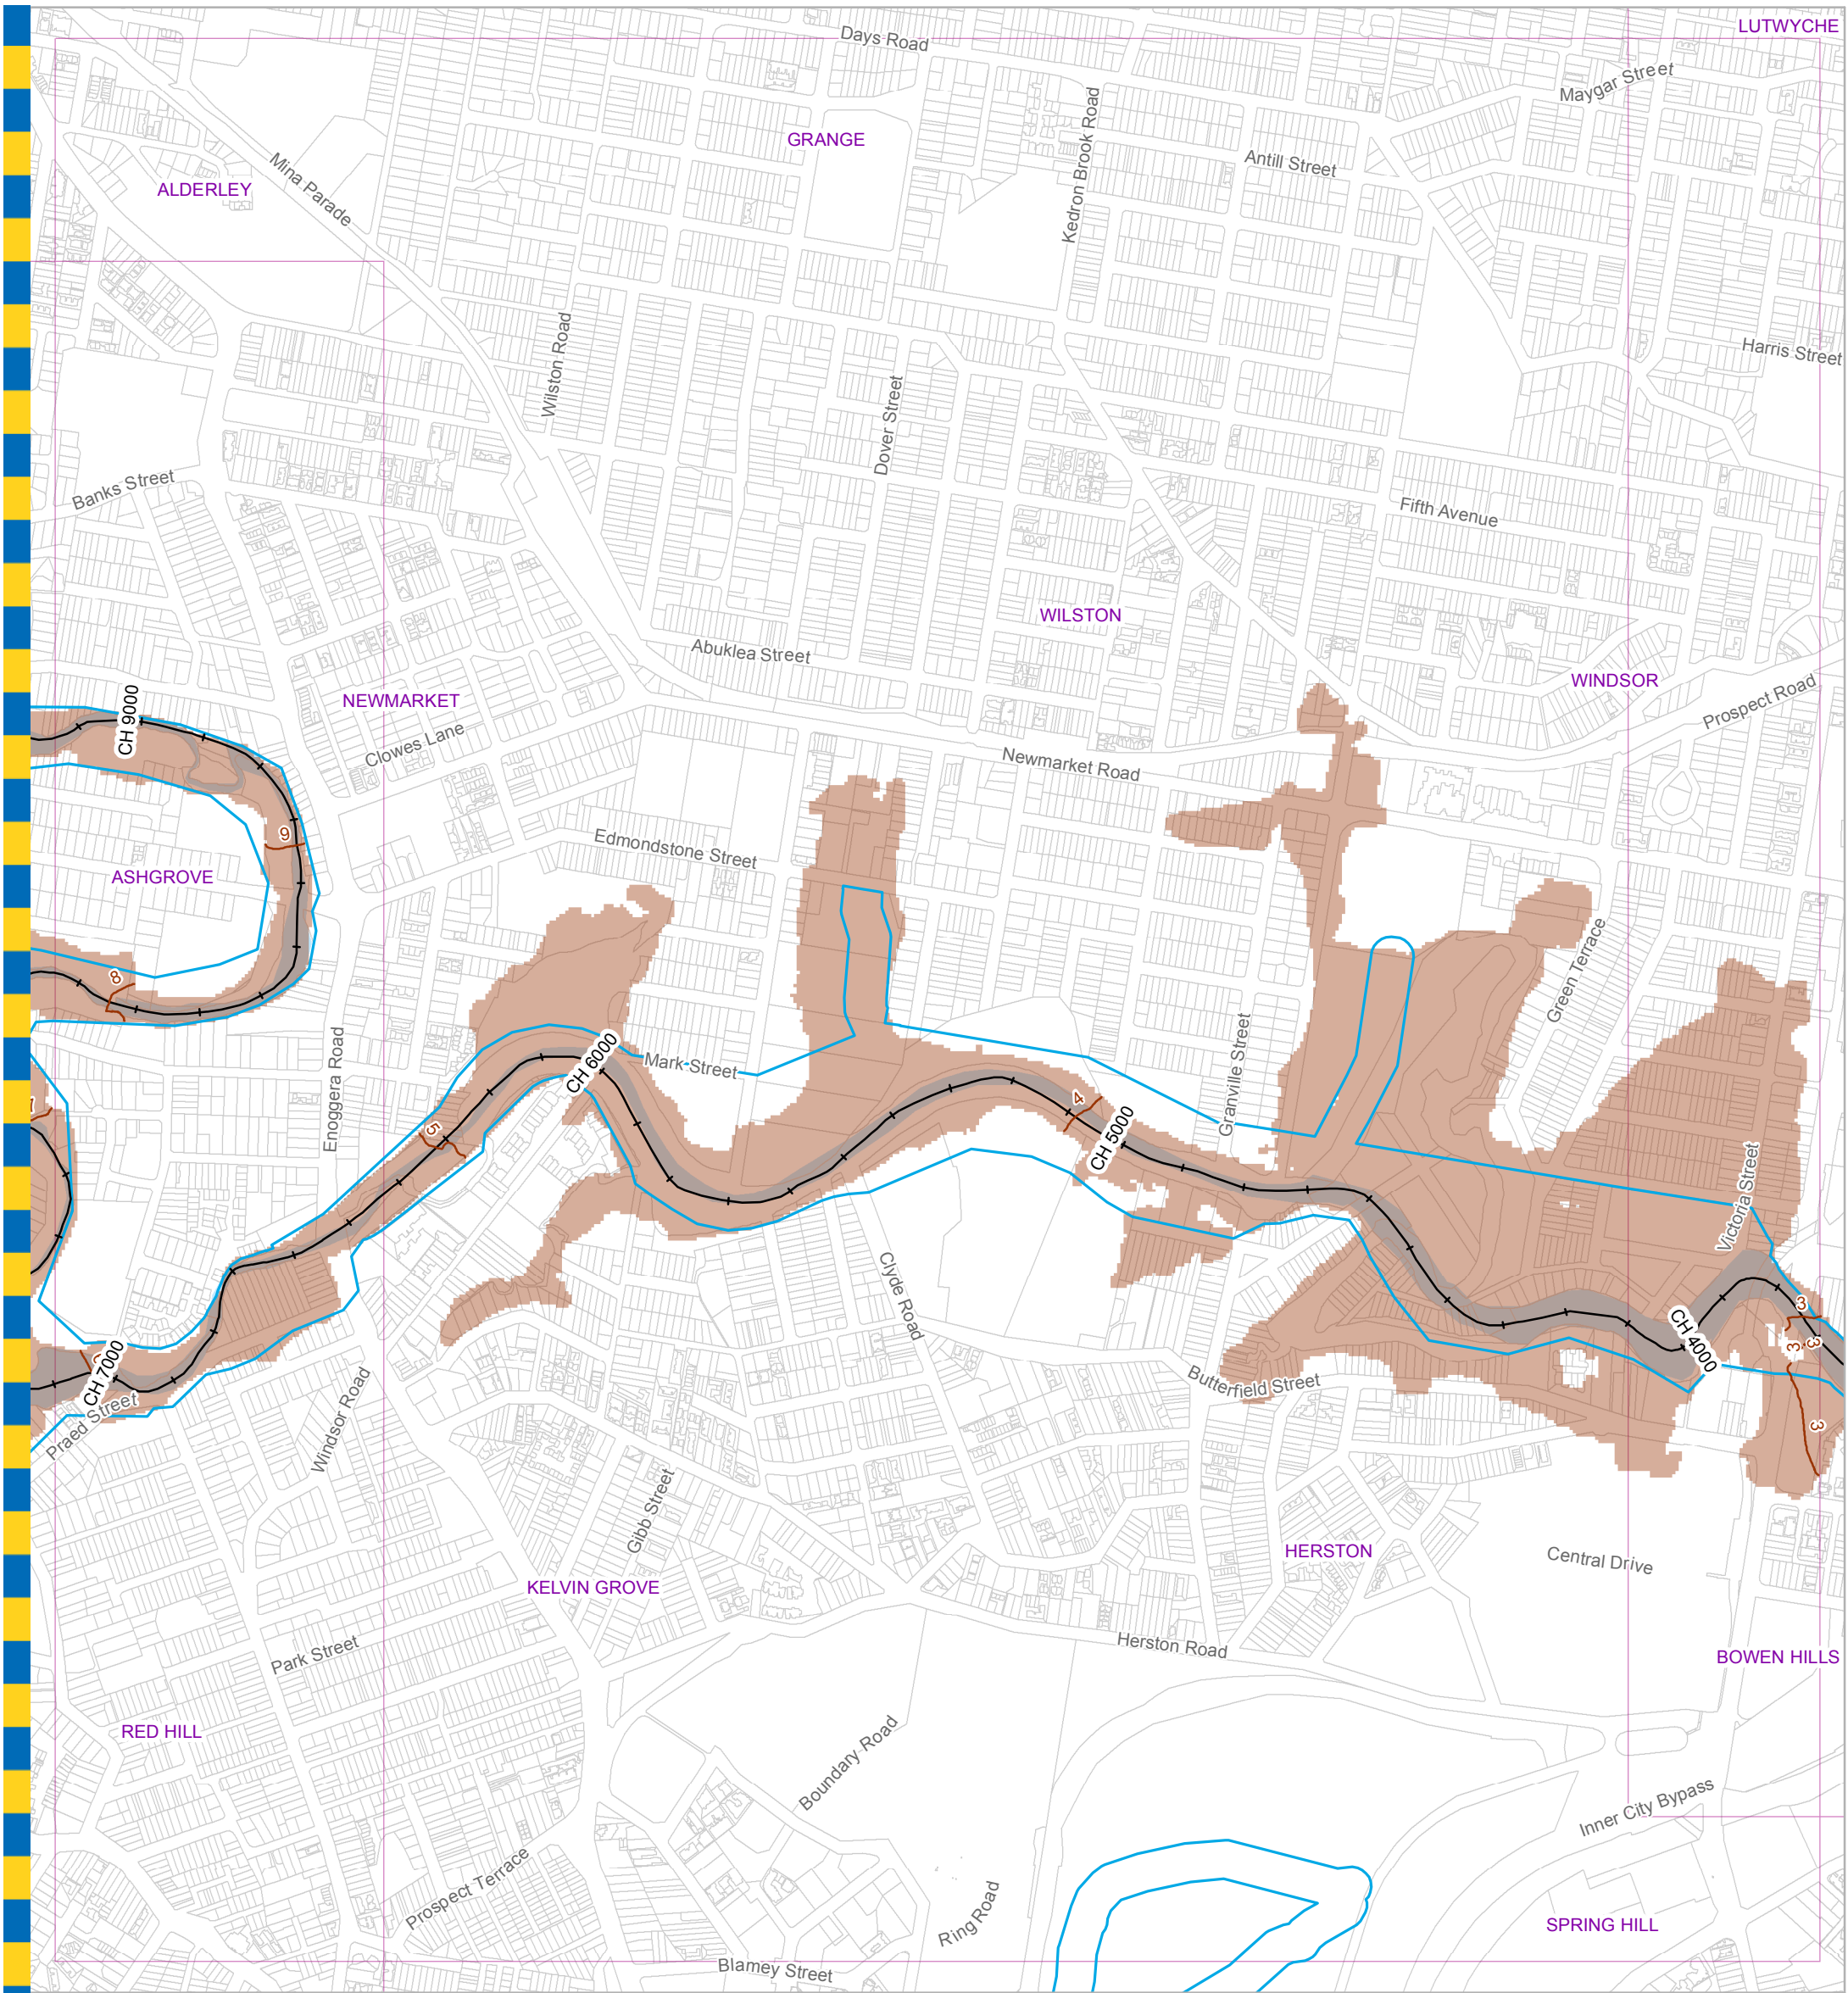 LUTWYCHE
Days Road
Maygar Street
GRANGE
Kedron Brook Road
Antill Street
Mina Parade
ALDERLEY
Harris Street
Wilston Road
Dover Street
Banks Street
Fifth Avenue
WILSTON
Abuklea Street
WINDSOR
NEWMARKET
Prospect Road
CH 9000
Clowes Lane
Newmarket Road
9
Edmondstone Street
ASHGROVE
8
Green Terrace
Enoggera Road
CH 6000
Mark Street
Granville Street
4
5
CH 5000
Victoria Street
Clyde Road
3
CH 4000
3
3
CH 7000
Butterfield Street
Praed Street
Windsor Road
3
Gibb Street
HERSTON
Central Drive
KELVIN GROVE
Herston Road
Park Street
BOWEN HILLS
RED HILL
Boundary Road
Inner City Bypass
Prospect Terrace
Ring Road
SPRING HILL
Blamey Street